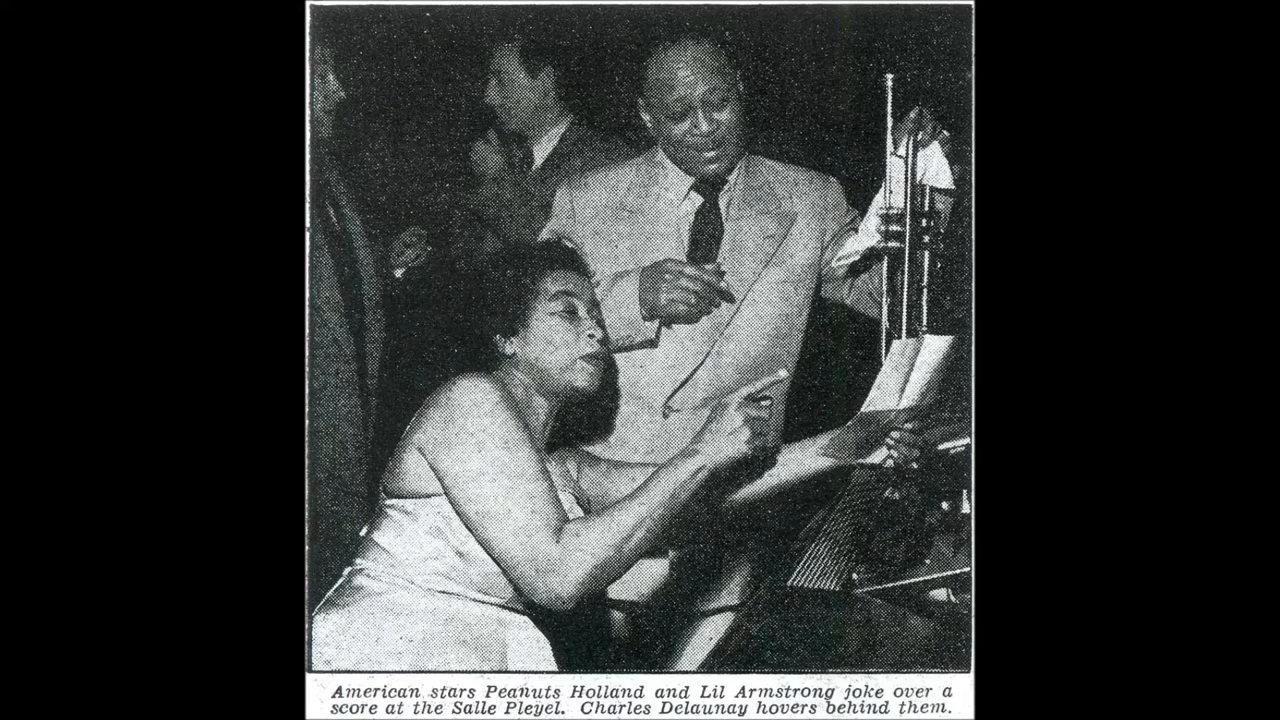 American stars Peanuts Holland and Lil Armstrong joke over a
score at the Salle Pleyel. Charles Delaunay hovers behind them.